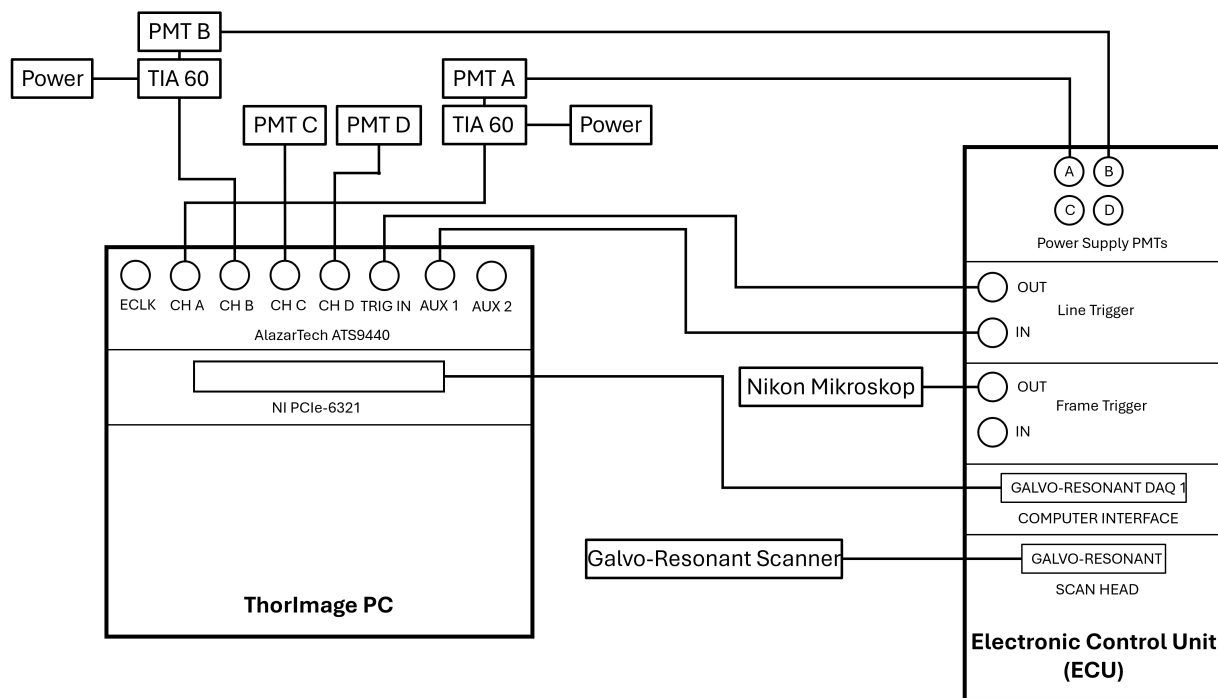 PMT B
Power
TIA 60
PMT A
PMT C
PMT D
TIA 60
Power
A
B
C
D
Power Supply PMTs
ECLK
CH A
CH B
CH C
CH D
TRIG IN
AUX 1
AUX 2
AlazarTech ATS9440
NI PCIe-6321
ThorImage PC
OUT
Line Trigger
IN
Nikon Mikroskop
OUT
Frame Trigger
IN
GALVO-RESONANT DAQ 1
COMPUTER INTERFACE
Galvo-Resonant Scanner
GALVO-RESONANT
SCAN HEAD
Electronic Control Unit
(ECU)